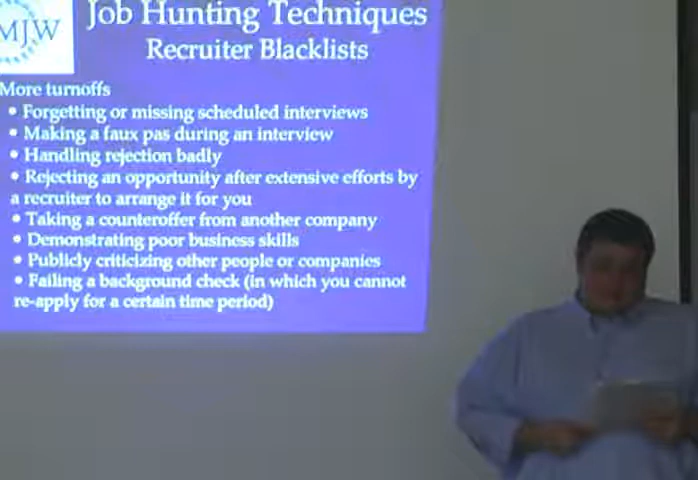 MJW
Job Hunting Techniques
Recruiter Blacklists
More turnoffs
• Forgetting or missing scheduled interviews
• Making a faux pas during an interview
• Handling rejection badly
• Rejecting an opportunity after extensive efforts by
a recruiter to arrange it for you
• Taking a counteroffer from another company
• Demonstrating poor business skills
• Publicly criticizing other people or companies
• Failing a background check (in which you cannot
re-apply for a certain time period)